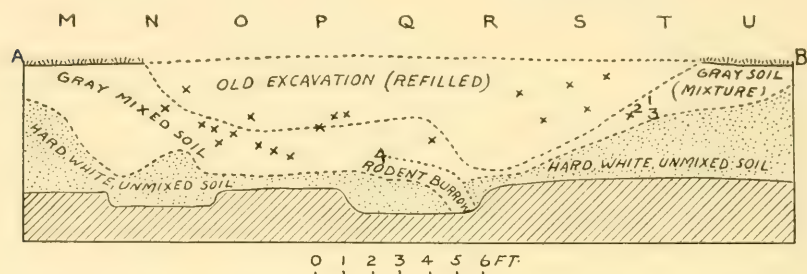 M N O P Q R S T U
A B
OLD EXCAVATION (REFILLED)
GRAY MIXED SOIL
GRAY SOIL
(MIXTURE)
1
2 3
4
HARD WHITE, UNMIXED SOIL
RODENT BURROW
HARD, WHITE, UNMIXED SOIL
0 1 2 3 4 5 6 FT.